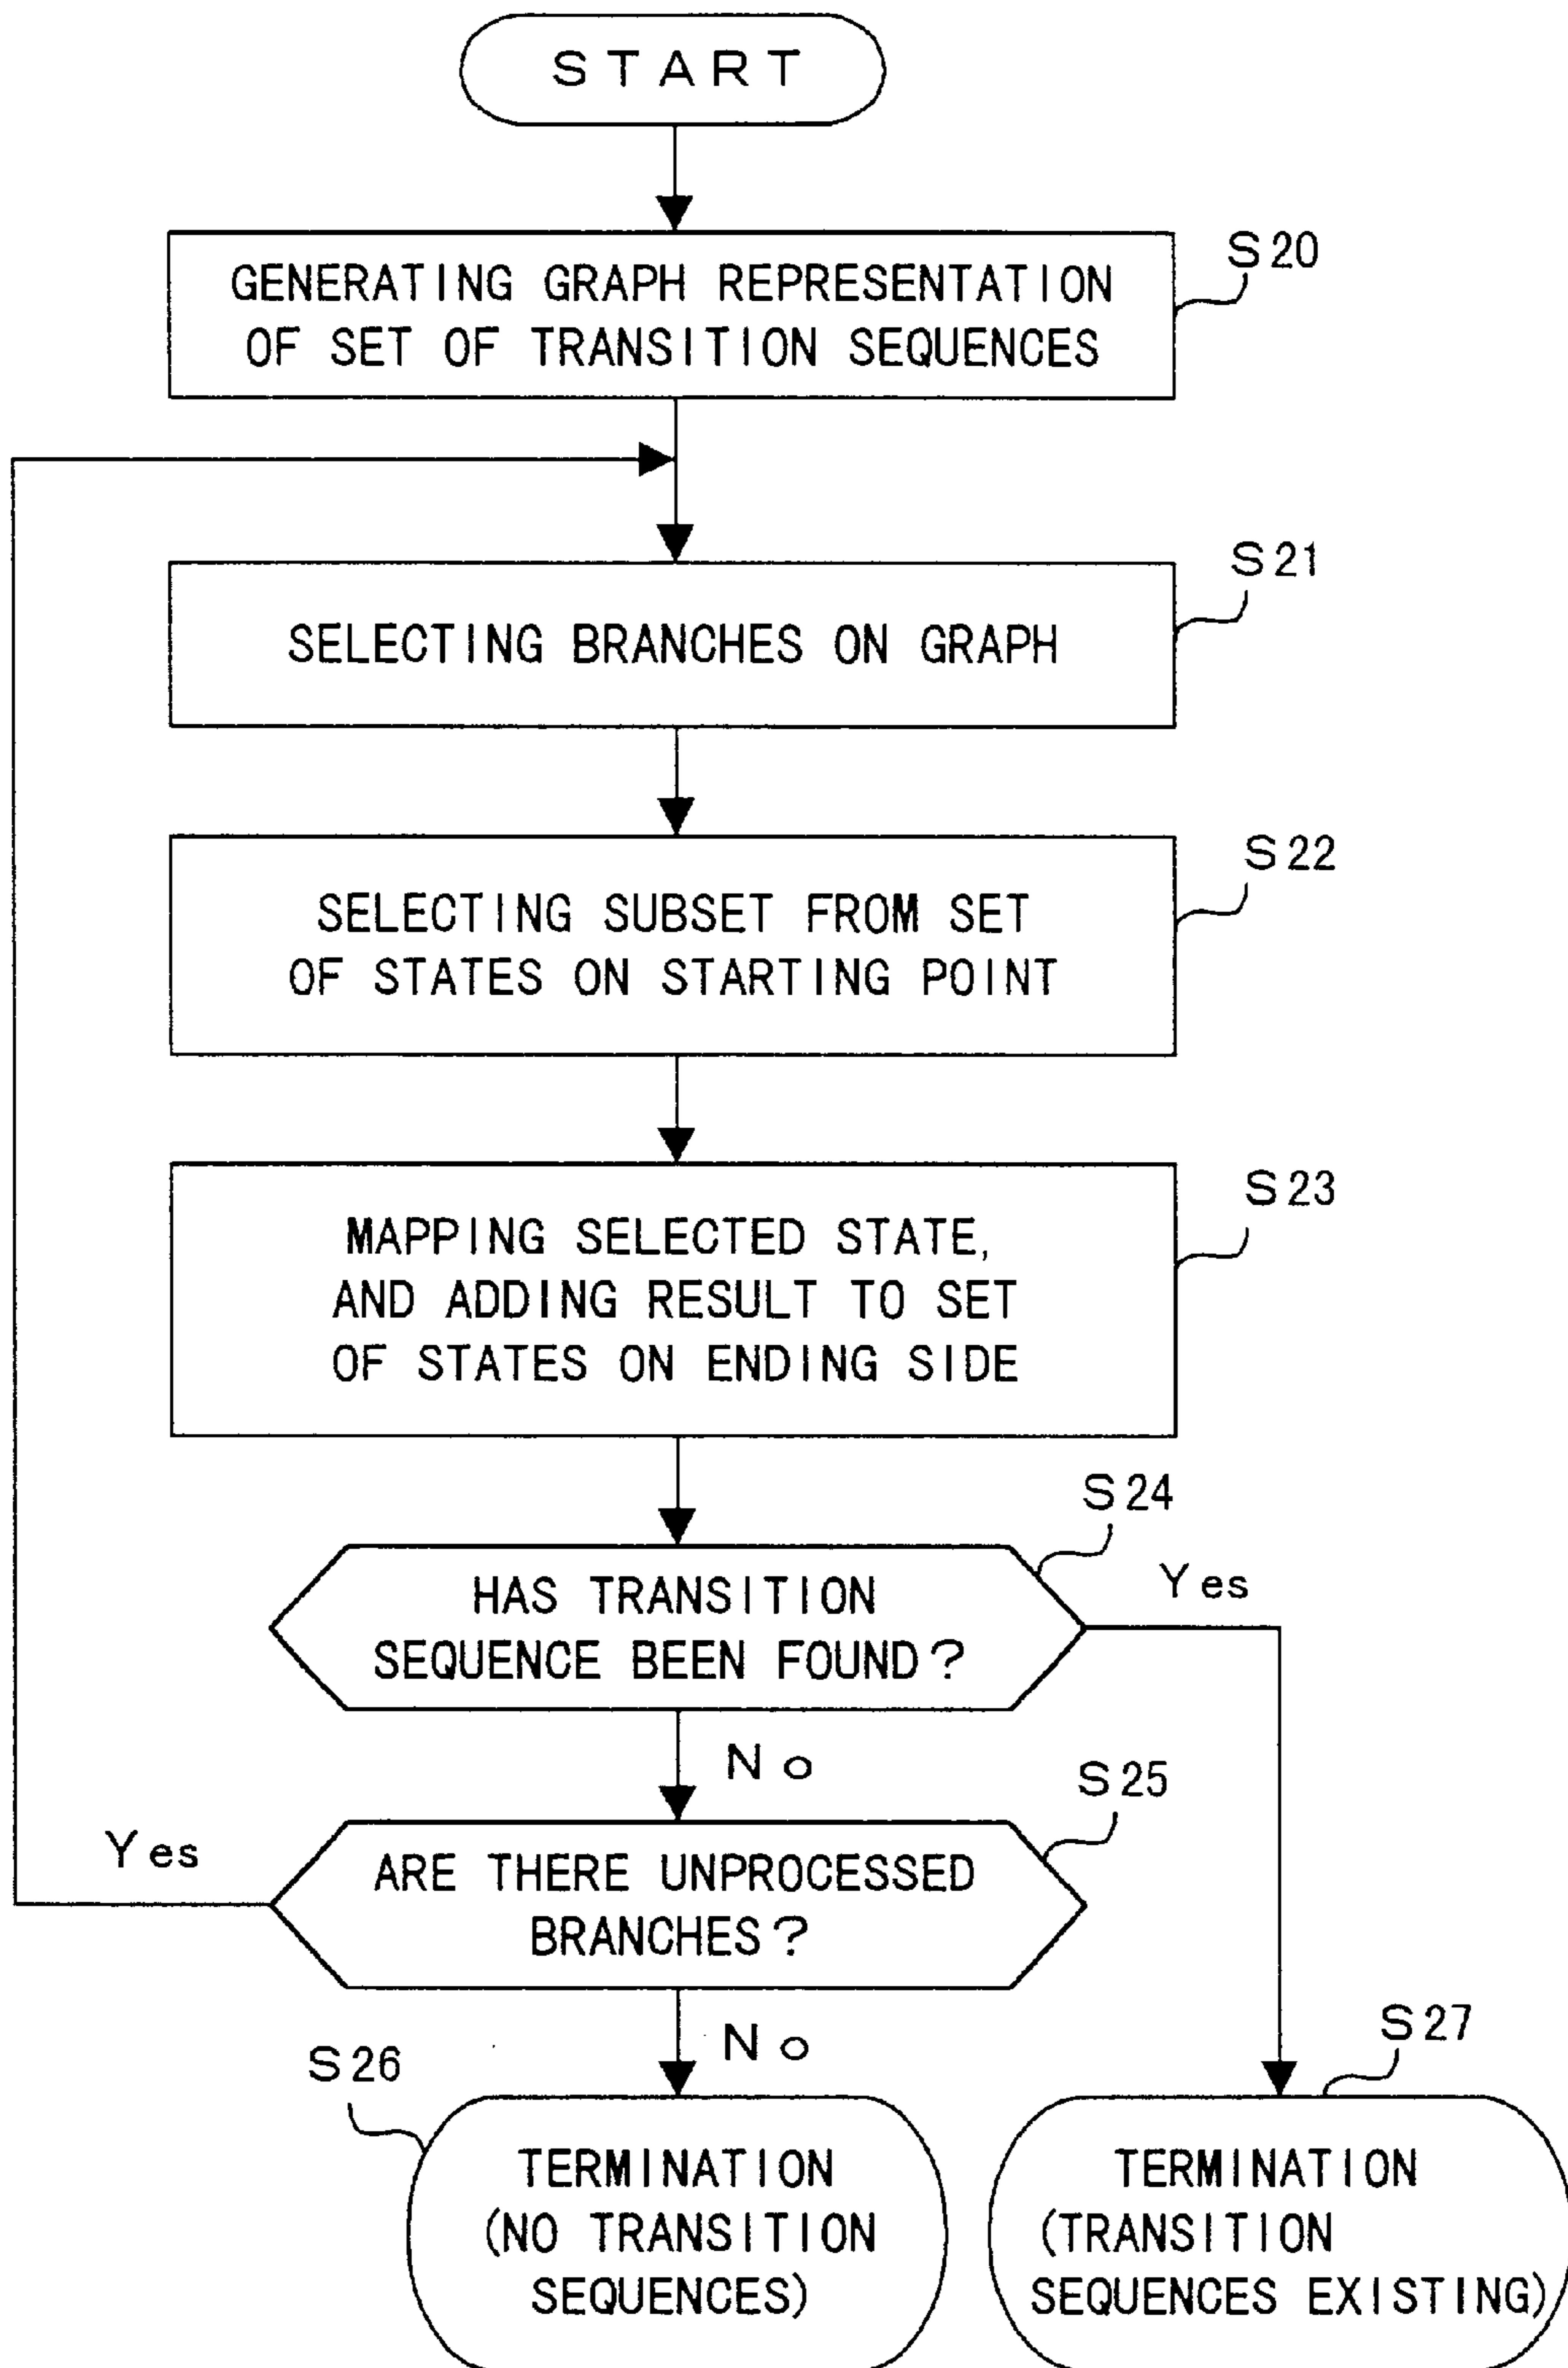 START
S20
GENERATING GRAPH REPRESENTATION
OF SET OF TRANSITION SEQUENCES
S21
SELECTING BRANCHES ON GRAPH
S22
SELECTING SUBSET FROM SET
OF STATES ON STARTING POINT
S23
MAPPING SELECTED STATE,
AND ADDING RESULT TO SET
OF STATES ON ENDING SIDE
S24
HAS TRANSITION
SEQUENCE BEEN FOUND?
Yes
No
S25
ARE THERE UNPROCESSED
BRANCHES?
Yes
No
S26
TERMINATION
(NO TRANSITION
SEQUENCES)
S27
TERMINATION
(TRANSITION
SEQUENCES EXISTING)